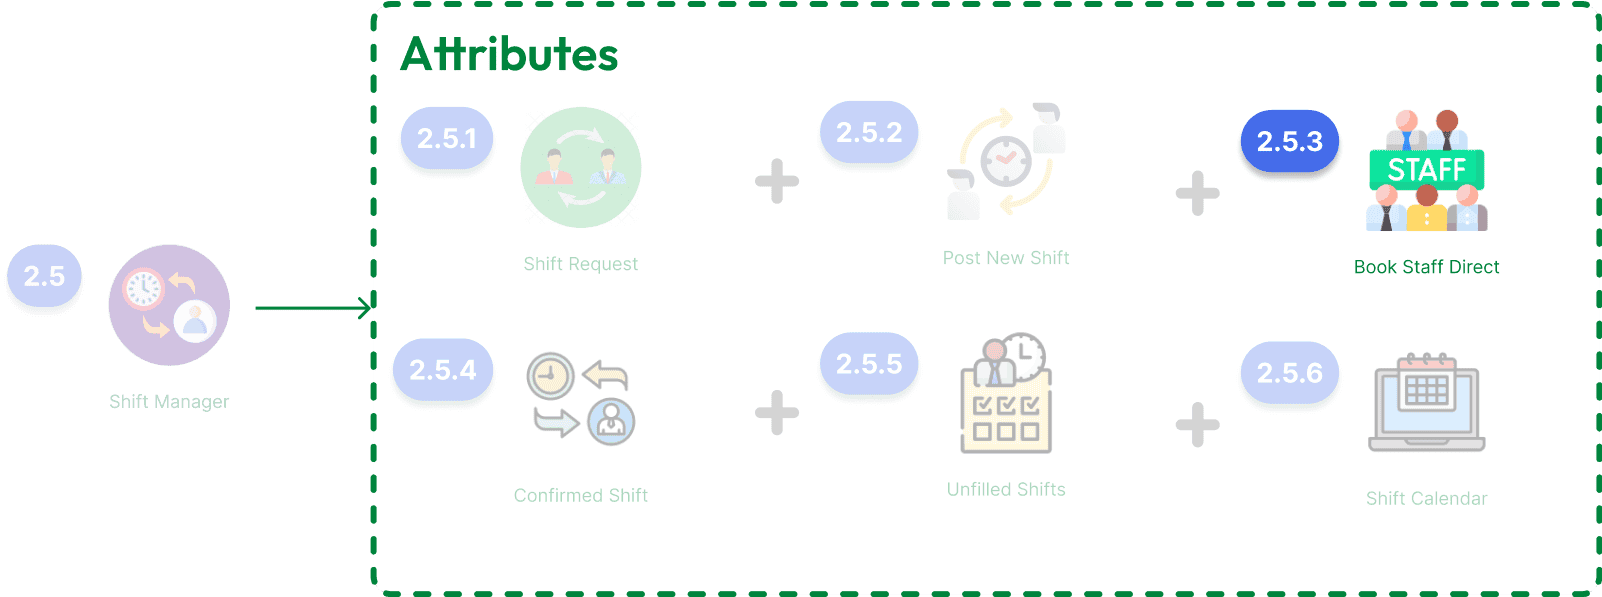 Attributes
2.5.1
Shift Request
2.5.2
Post New Shift
2.5.3
STAFF
Book Staff Direct
2.5
Shift Manager
2.5.4
Confirmed Shift
2.5.5
Unfilled Shifts
2.5.6
Shift Calendar